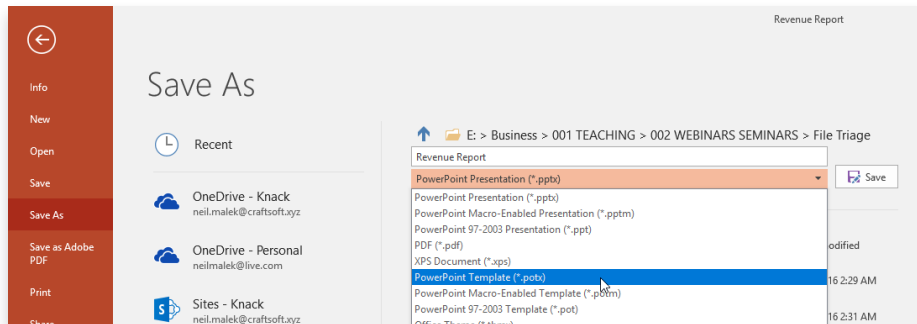 Revenue Report
Info
New
Open
Save
Save As
Save as Adobe
PDF
Print
Share
Save As
Recent
OneDrive - Knack
neil.malek@craftsoft.xyz
OneDrive - Personal
neilmalek@live.com
Sites - Knack
neil.malek@craftsoft.xyz
E: > Business > 001 TEACHING > 002 WEBINARS SEMINARS > File Triage
Revenue Report
PowerPoint Presentation (*.pptx)
Save
PowerPoint Presentation (*.pptx)
PowerPoint Macro-Enabled Presentation (*.pptm)
PowerPoint 97-2003 Presentation (*.ppt)
PDF (*.pdf)
odified
XPS Document (*.xps)
PowerPoint Template (*.potx)
16 2:29 AM
PowerPoint Macro-Enabled Template (*.potm)
PowerPoint 97-2003 Template (*.pot)
16 2:31 AM
Office Theme (*.thmx)